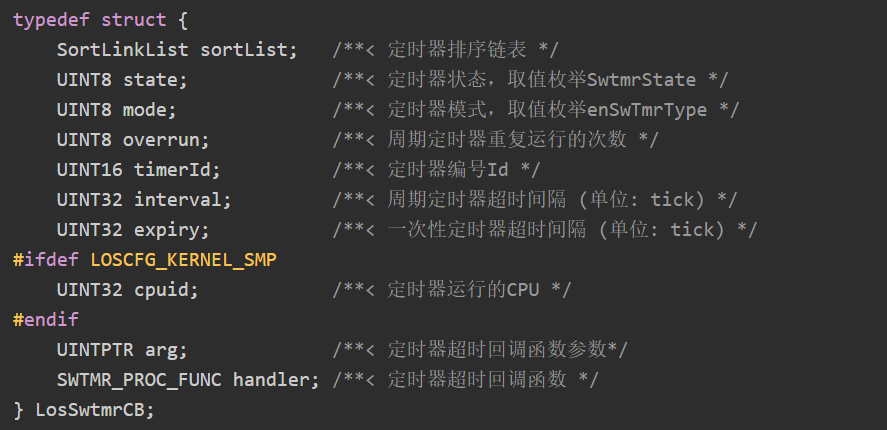 typedef struct {
    SortLinkList sortList;   /**< 定时器排序链表 */
    UINT8 state;             /**< 定时器状态，取值枚举SwtmrState */
    UINT8 mode;              /**< 定时器模式，取值枚举enSwTmrType */
    UINT8 overrun;           /**< 周期定时器重复运行的次数 */
    UINT16 timerId;          /**< 定时器编号Id */
    UINT32 interval;         /**< 周期定时器超时间隔 (单位: tick) */
    UINT32 expiry;           /**< 一次性定时器超时间隔 (单位: tick) */
#ifdef LOSCFG_KERNEL_SMP
    UINT32 cpuid;            /**< 定时器运行的CPU */
#endif
    UINTPTR arg;             /**< 定时器超时回调函数参数*/
    SWTMR_PROC_FUNC handler; /**< 定时器超时回调函数 */
} LosSwtmrCB;